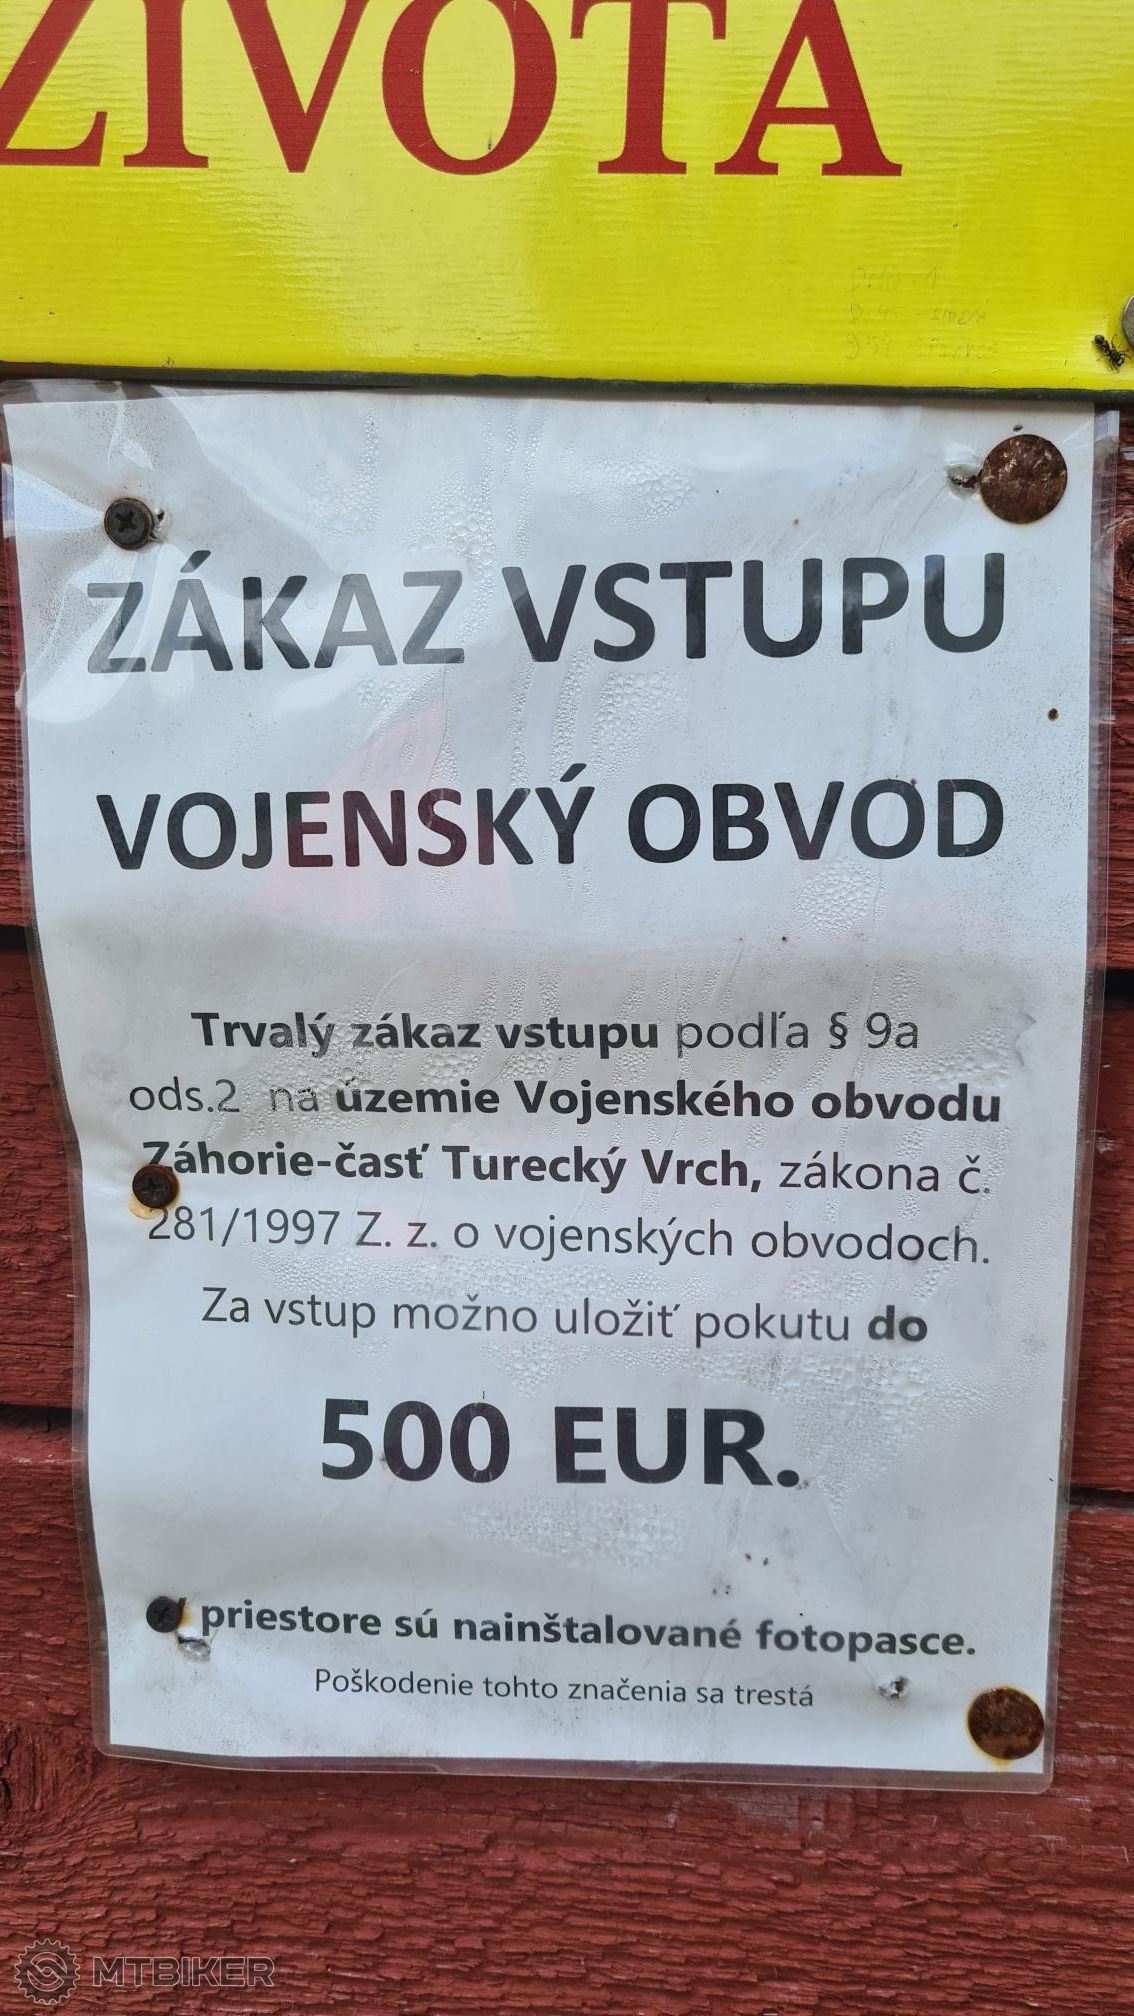 ŽIVOTA
ZÁKAZ VSTUPU
VOJENSKÝ OBVOD
Trvalý zákaz vstupu podľa § 9a
ods.2 na územie Vojenského obvodu
Záhorie-časť Turecký Vrch, zákona č.
281/1997 Z. z. o vojenských obvodoch.
Za vstup možno uložiť pokutu do
500 EUR.
priestore sú nainštalované fotopasce.
Poškodenie tohto značenia sa trestá
MTBIKER